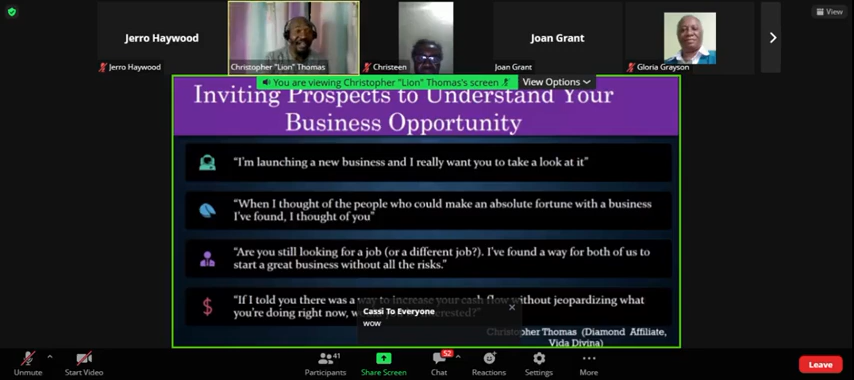 View
Jerro Haywood
Joan Grant
Jerro Haywood
Christopher "Lion" Thomas
Christeen
Joan Grant
Gloria Grayson
You are viewing Christopher "Lion" Thomas's screen
View Options
Inviting Prospects to Understand Your
Business Opportunity
"I'm launching a new business and I really want you to take a look at it"
"When I thought of the people who could make an absolute fortune with a business
I've found, I thought of you"
"Are you still looking for a job (or a different job?). I've found a way for both of us to
start a great business without all the risks."
"If I told you there was a way to increase your cash flow without jeopardizing what
you're doing right now, interested?"
Cassi To Everyone
wow
Christopher Thomas (Diamond Affiliate,
Vida Divina)
Unmute
Start Video
41
Participants
Share Screen
52
Chat
Reactions
Settings
More
Leave